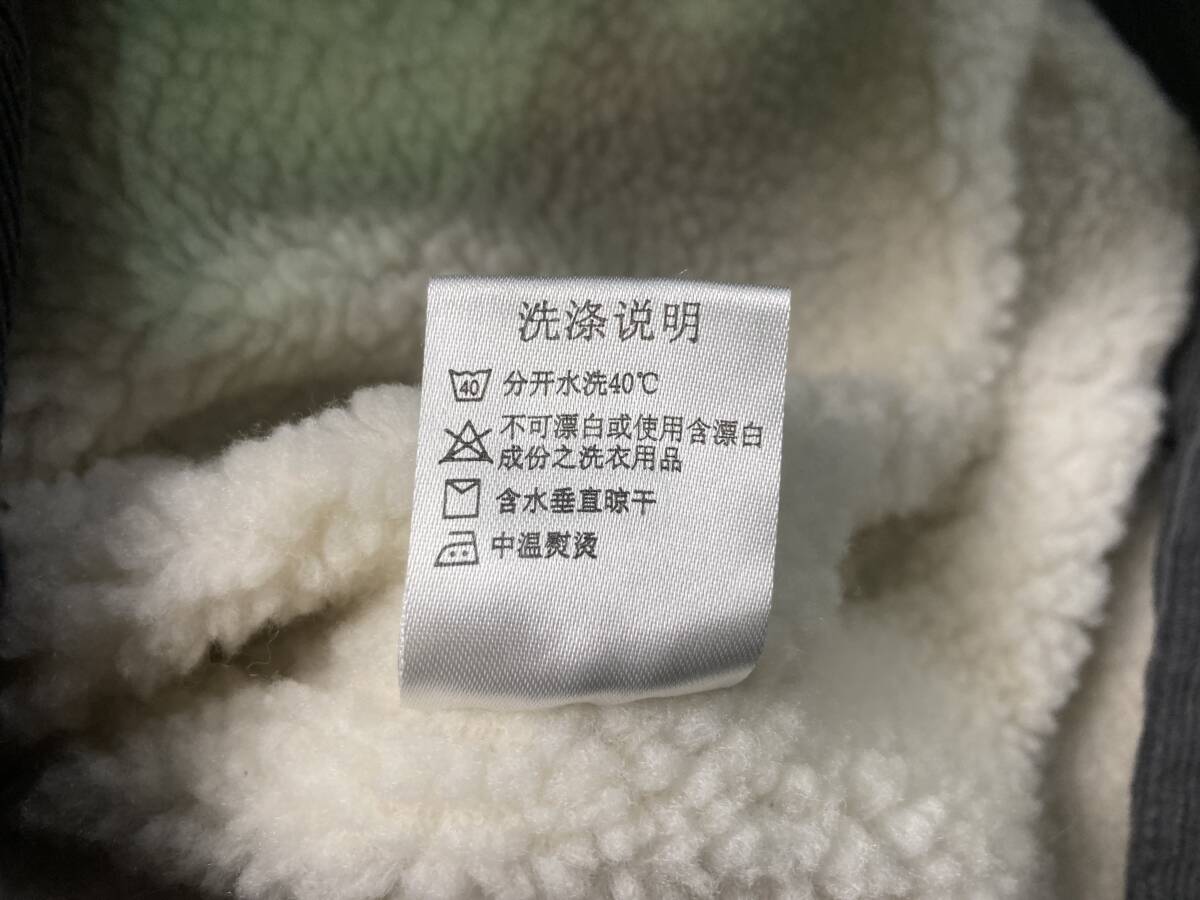 洗涤说明
40 分开水洗40℃
不可漂白或使用含漂白
成份之洗衣用品
含水垂直晾干
中温熨烫